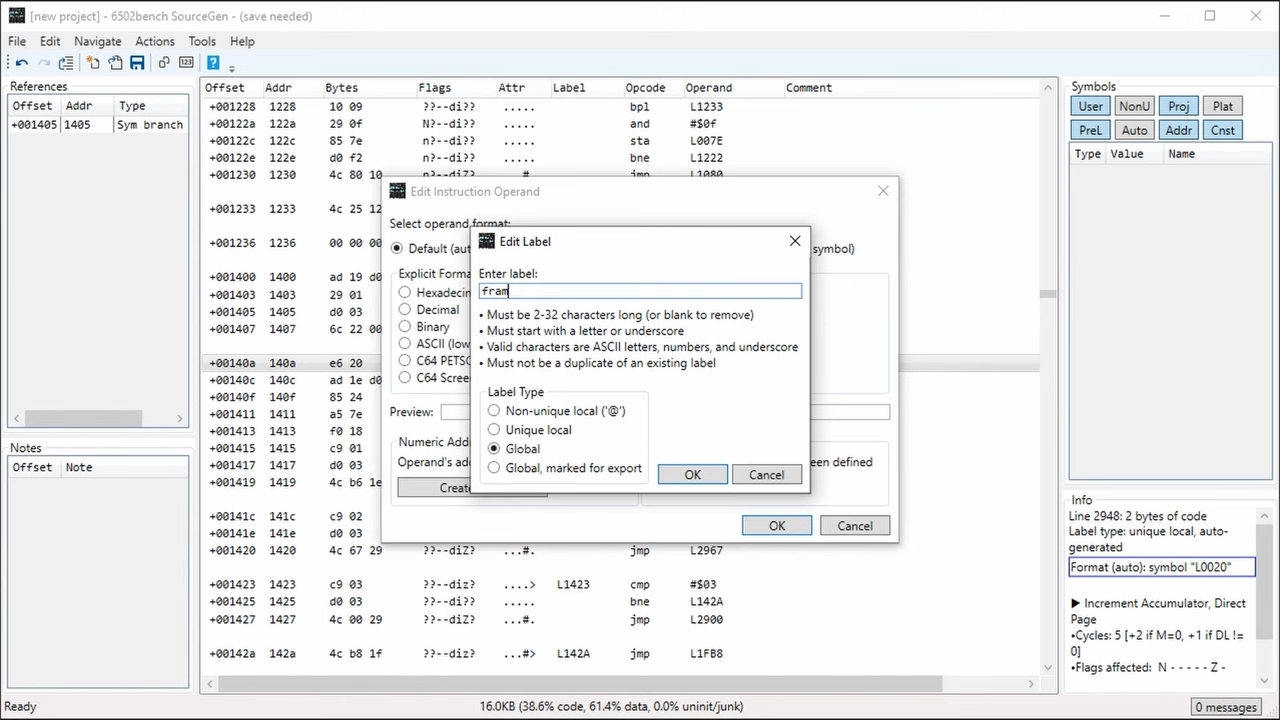 [new project] - 6502bench SourceGen - (save needed)
File Edit Navigate Actions Tools Help
References
Offset Addr Type
+001405 1405 Sym branch
Notes
Offset Note
Offset Addr Bytes Flags Attr Label Opcode Operand Comment
+001228 1228 10 09 ??--di?? ..... bpl L1233
+00122a 122a 29 0f N?--di?? ..... and #$0f
+00122c 122c 85 7e n?--di?? ..... sta L007E
+00122e 122e d0 f2 n?--di?? ..... bne L1222
+001230 1230 4c 80 10 ??--diZ? ...#. jmp L1080
+001233 1233 4c 25 12
+001236 1236 00 00 00
+001400 1400 ad 19 d0
+001403 1403 29 01
+001405 1405 d0 03
+001407 1407 6c 22 00
+00140a 140a e6 20
+00140c 140c ad 1e d0
+00140f 140f 85 24
+001411 1411 a5 7e
+001413 1413 f0 18
+001415 1415 c9 01
+001417 1417 d0 03
+001419 1419 4c b6 1e
+00141c 141c c9 02
+00141e 141e d0 03
+001420 1420 4c 67 29 ??--diZ? ...#. jmp L2967
+001423 1423 c9 03 ??--diz? ....> L1423 cmp #$03
+001425 1425 d0 03 ??--di?? ..... bne L142A
+001427 1427 4c 00 29 ??--diZ? ...#. jmp L2900
+00142a 142a 4c b8 1f ??--diz? ...#> L142A jmp L1FB8
Edit Instruction Operand
Select operand format:
Default (aut symbol)
Explicit Forma
Hexadecin
Decimal
Binary
ASCII (low
C64 PETSC
C64 Scree
Preview:
Numeric Addr
Operand's add een defined
Create
OK Cancel
Edit Label
Enter label:
fram
• Must be 2-32 characters long (or blank to remove)
• Must start with a letter or underscore
• Valid characters are ASCII letters, numbers, and underscore
• Must not be a duplicate of an existing label
Label Type
Non-unique local ('@')
Unique local
Global
Global, marked for export
OK Cancel
Symbols
User NonU Proj Plat
PreL Auto Addr Cnst
Type Value Name
Info
Line 2948: 2 bytes of code
Label type: unique local, auto-
generated
Format (auto): symbol "L0020"
▶ Increment Accumulator, Direct
Page
•Cycles: 5 [+2 if M=0, +1 if DL !=
0]
•Flags affected: N - - - - - Z -
Ready 16.0KB (38.6% code, 61.4% data, 0.0% uninit/junk) 0 messages